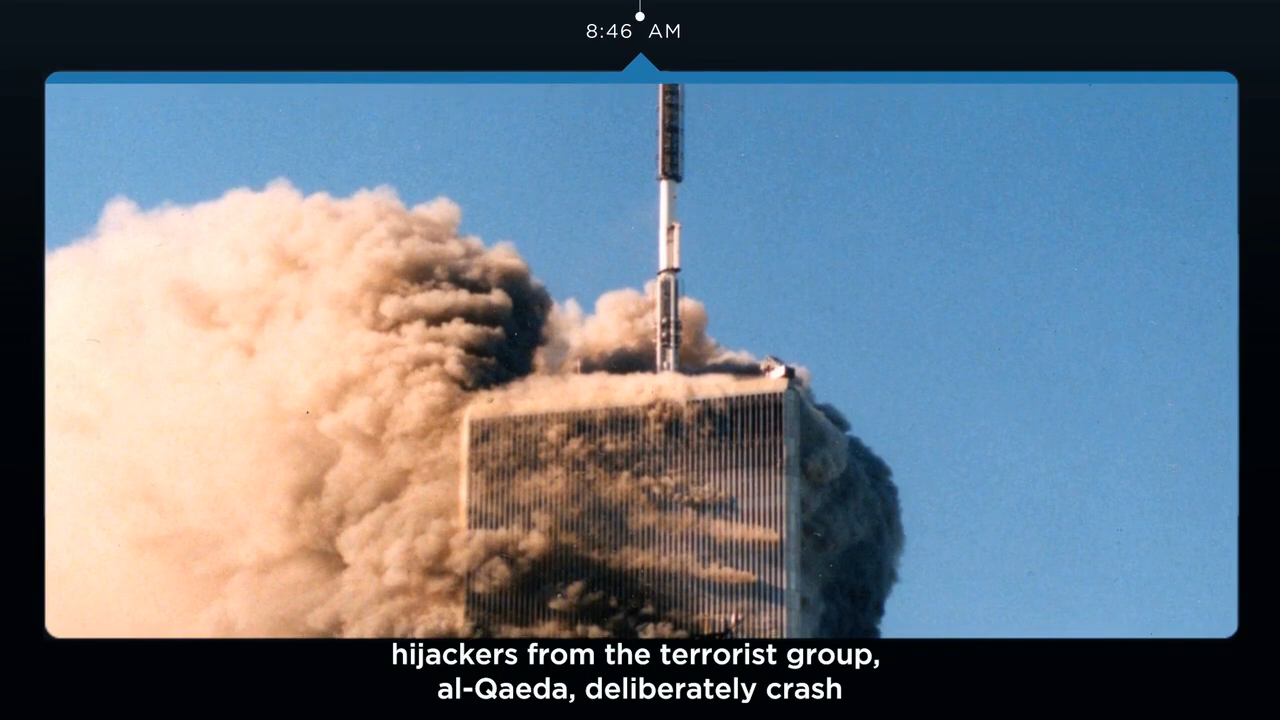 8:46 AM
hijackers from the terrorist group,
al-Qaeda, deliberately crash